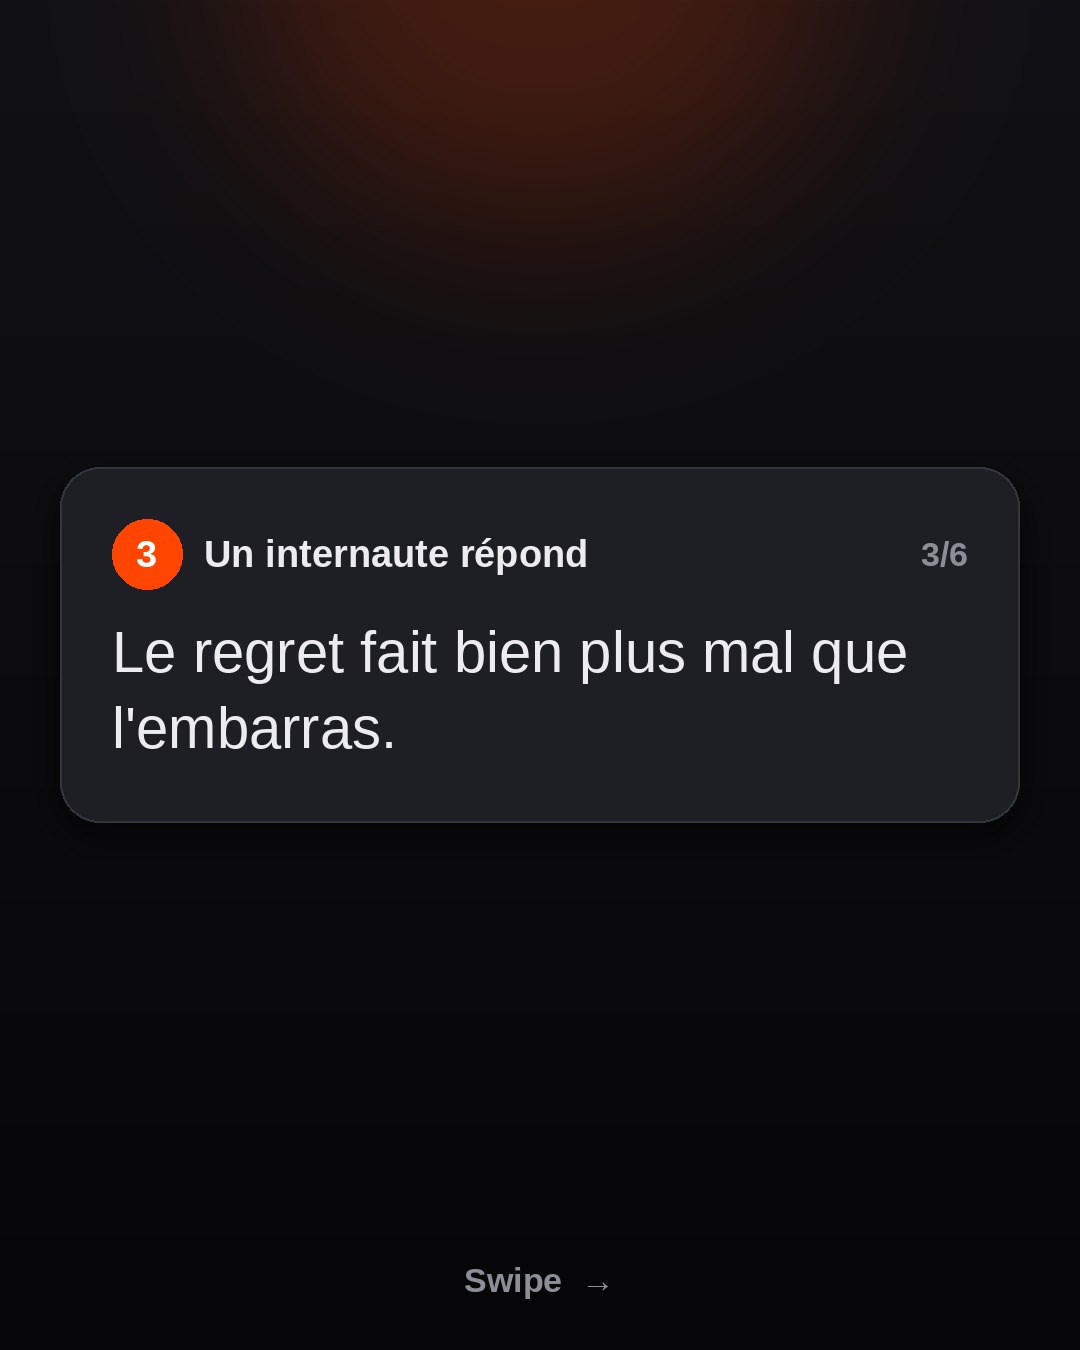 3 Un internaute répond 3/6
Le regret fait bien plus mal que
l'embarras.
Swipe →